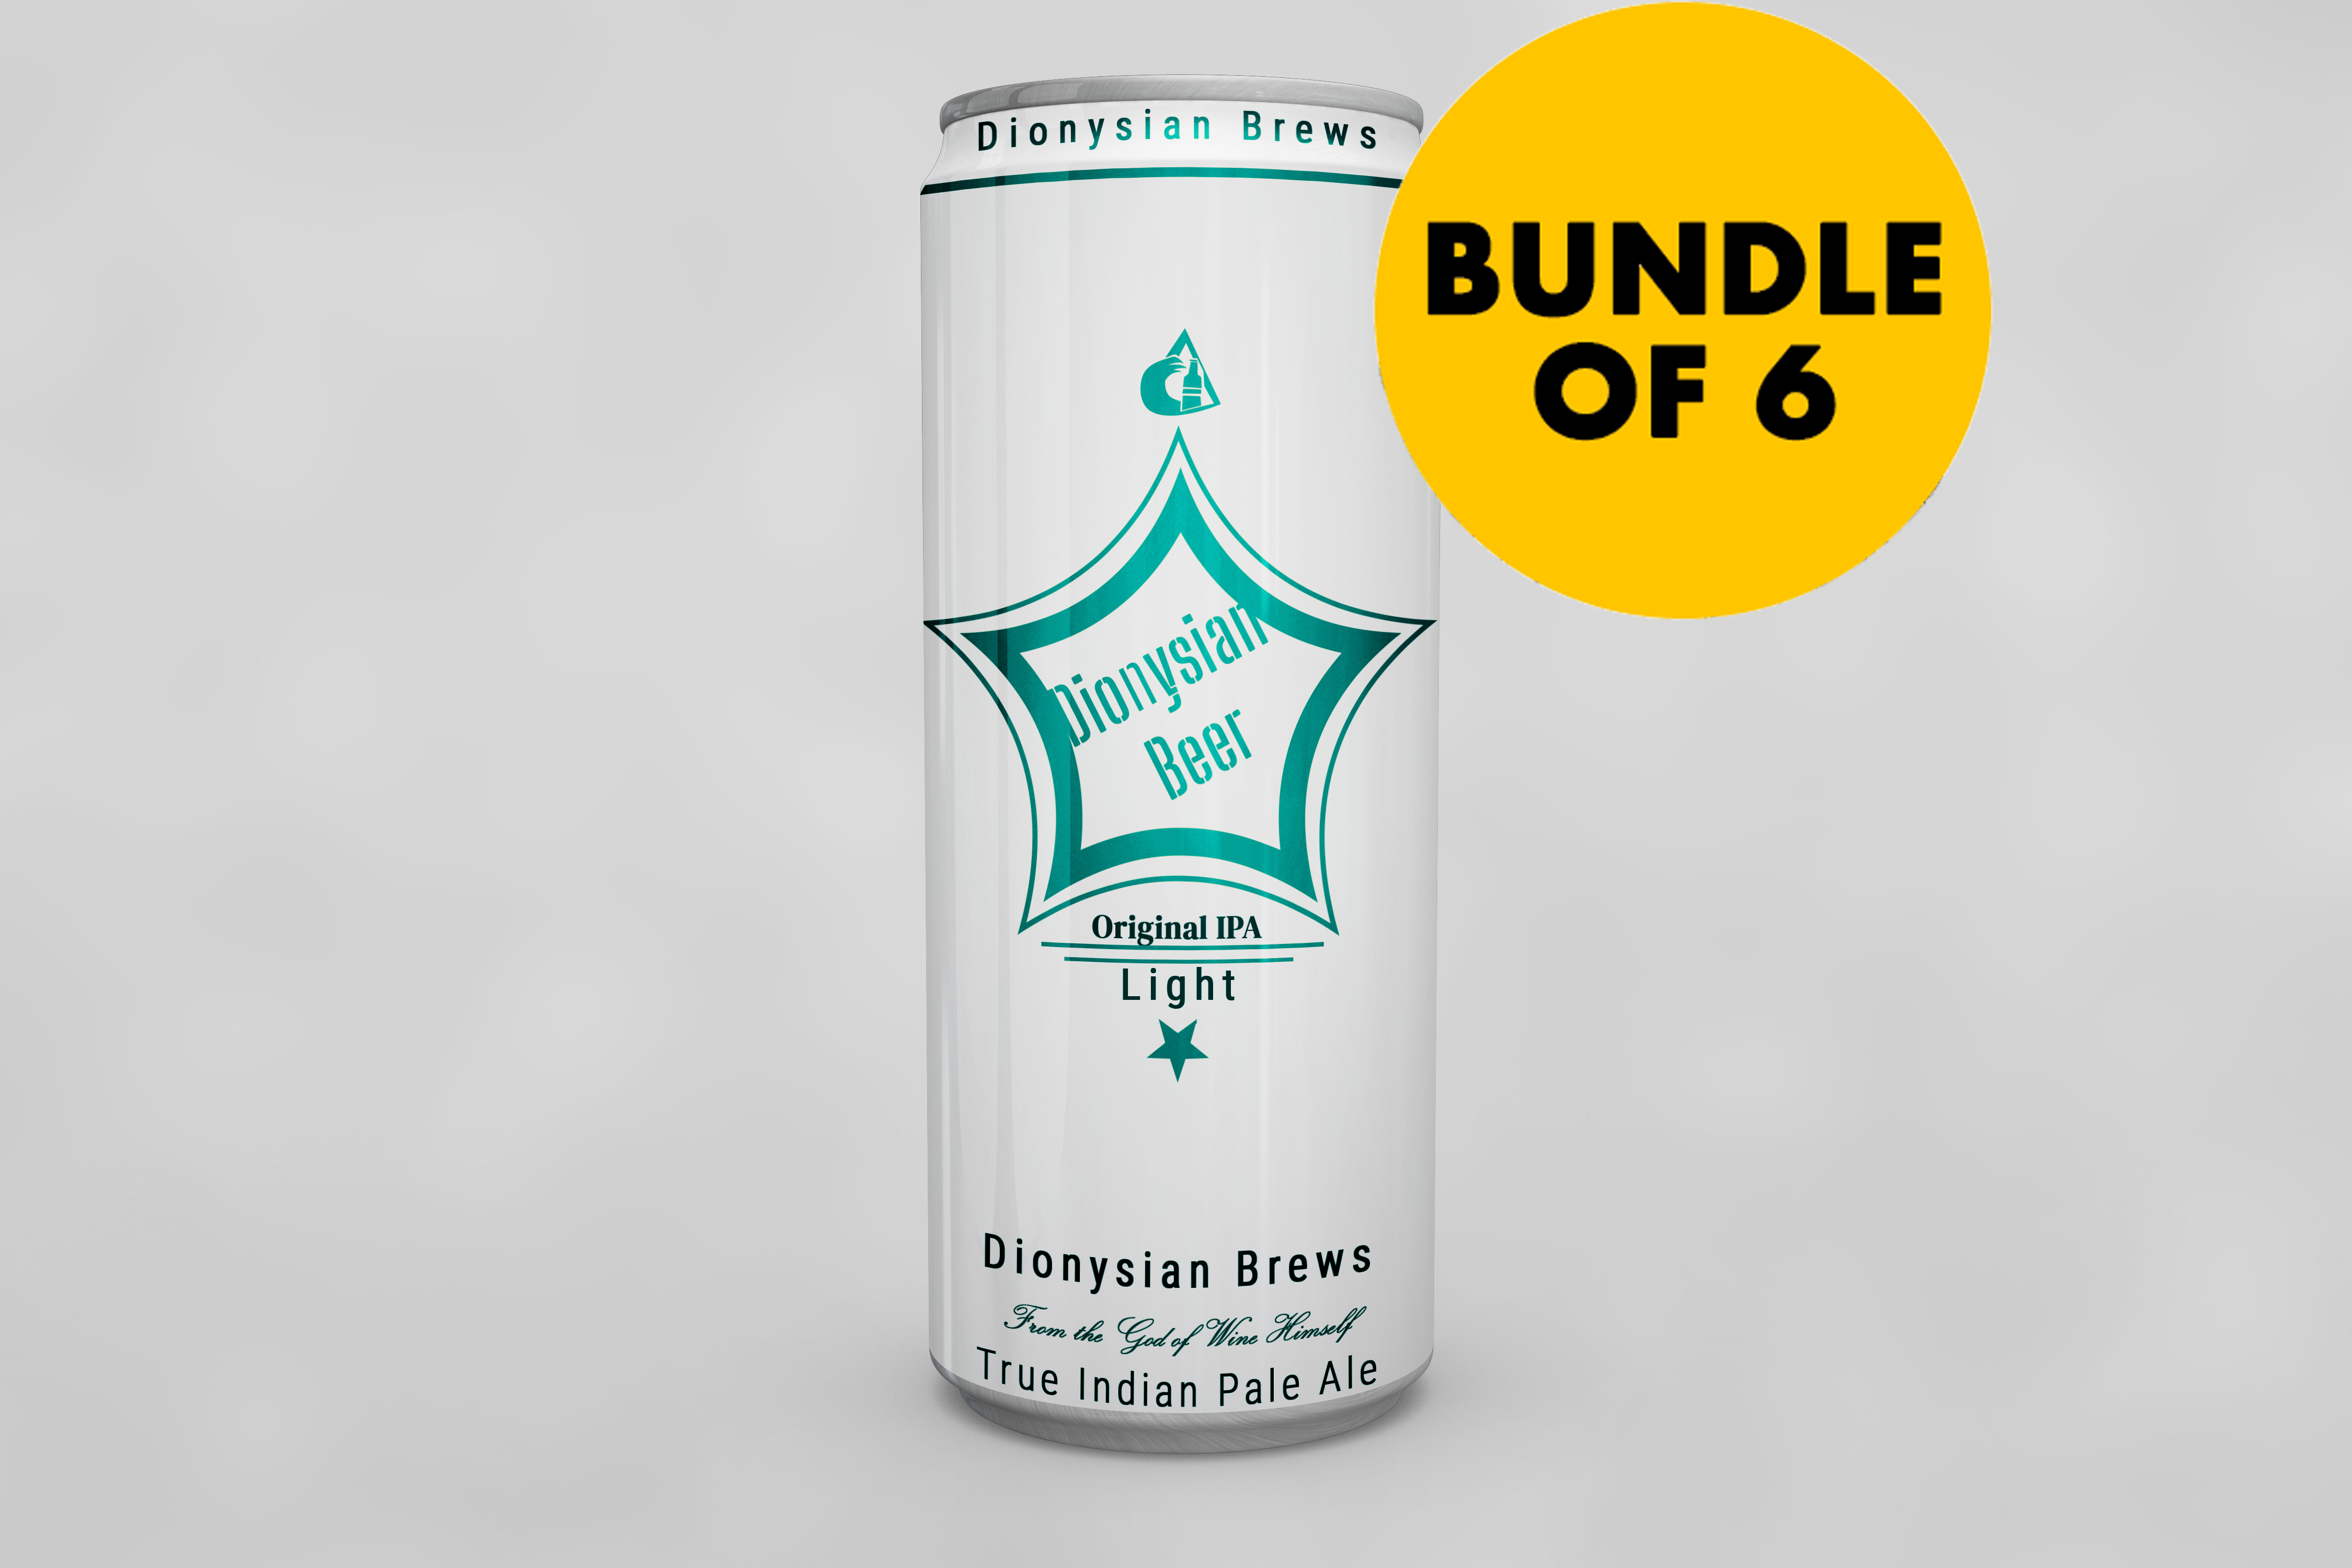 Dionysian Brews
BUNDLE
OF 6
Dionysian
Beer
Original IPA
Light
Dionysian Brews
From the God of Wine Himself
True Indian Pale Ale